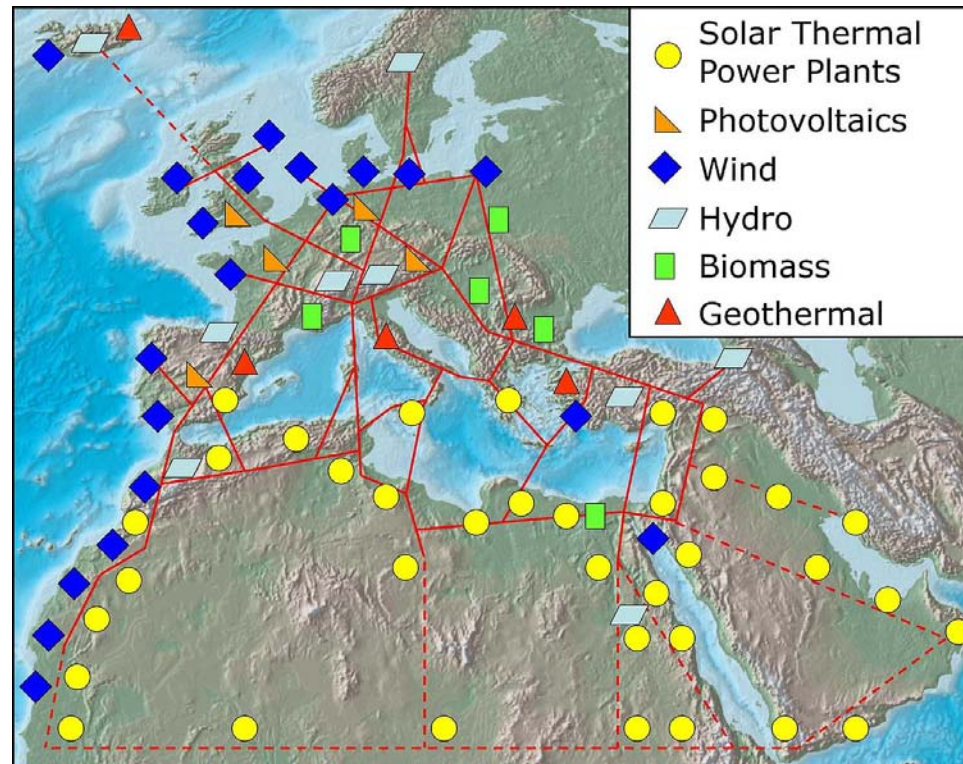 Solar Thermal
Power Plants
Photovoltaics
Wind
Hydro
Biomass
Geothermal